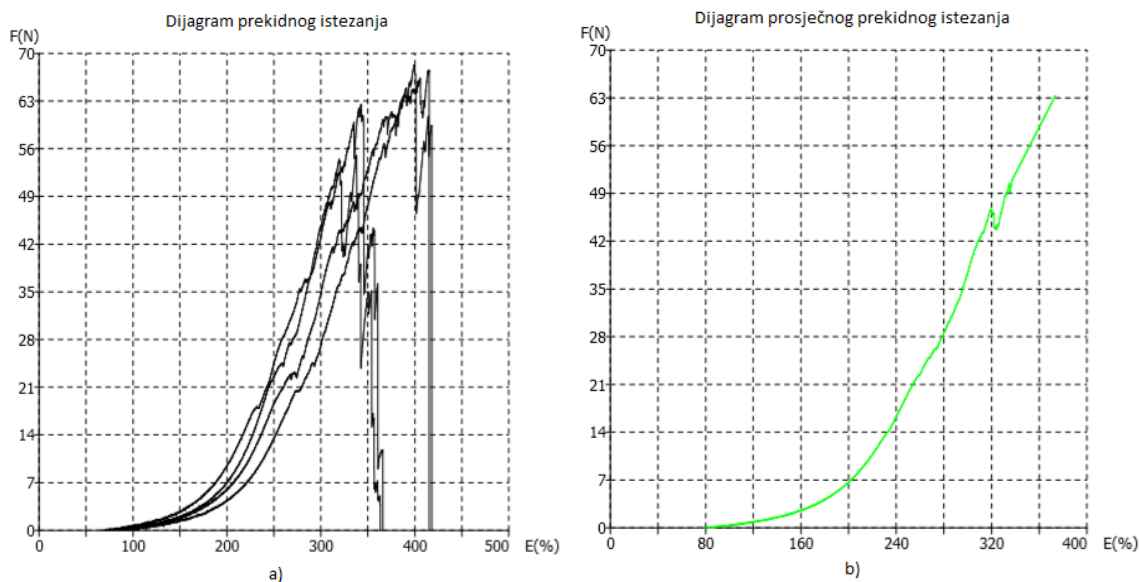 Dijagram prekidnog istezanja
F(N)
70
63
56
49
42
35
28
21
14
7
0
0 100 200 300 400 500 E(%)
a)
Dijagram prosječnog prekidnog istezanja
F(N)
70
63
56
49
42
35
28
21
14
7
0
0 80 160 240 320 400 E(%)
b)